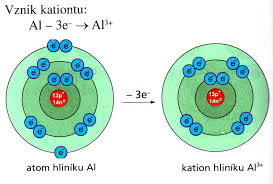 Vznik kationtu:
Al – 3e⁻ → Al³⁺
e⁻ e⁻
e⁻ e⁻ e⁻ e⁻
e⁻ e⁻ e⁻ e⁻
13p⁺
14n⁰
– 3e⁻
13p⁺
14n⁰
e⁻ e⁻ e⁻ e⁻
e⁻ e⁻
e⁻
atom hliníku Al
kation hliníku Al³⁺